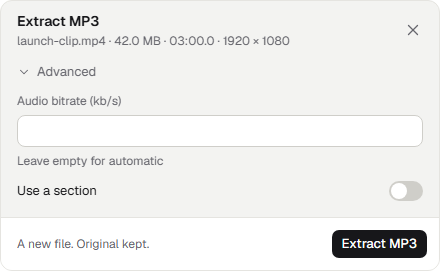 Extract MP3
launch-clip.mp4 · 42.0 MB · 03:00.0 · 1920 × 1080
Advanced
Audio bitrate (kb/s)
Leave empty for automatic
Use a section
A new file. Original kept.
Extract MP3